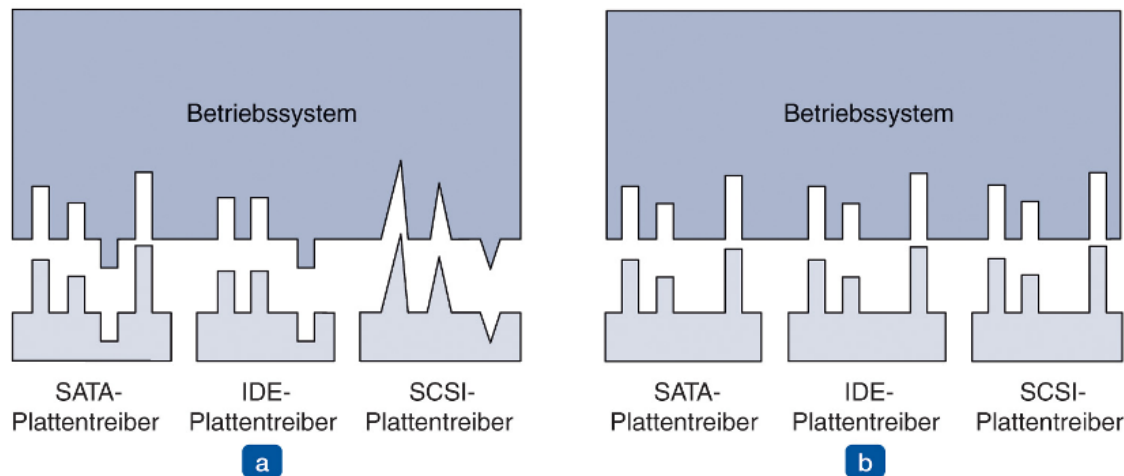 Betriebssystem
SATA-
Plattentreiber
IDE-
Plattentreiber
SCSI-
Plattentreiber
a
Betriebssystem
SATA-
Plattentreiber
IDE-
Plattentreiber
SCSI-
Plattentreiber
b